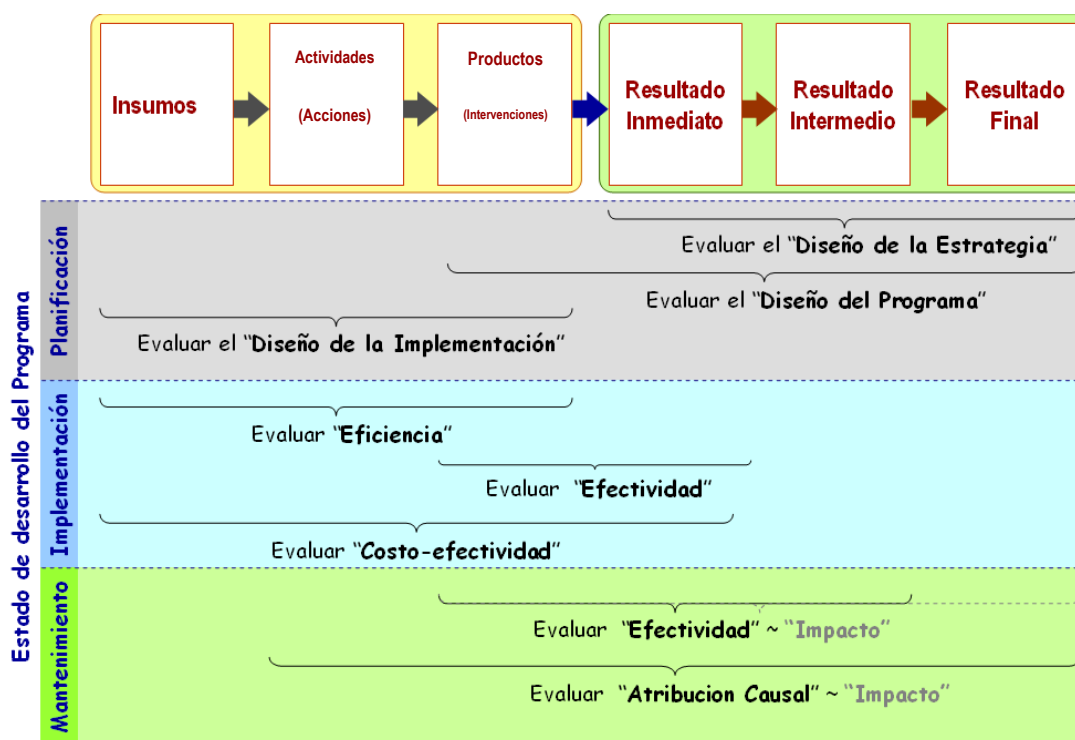 Insumos
Actividades
(Acciones)
Productos
(Intervenciones)
Resultado
Inmediato
Resultado
Intermedio
Resultado
Final
Estado de desarrollo del Programa
Planificación
Evaluar el “Diseño de la Estrategia”
Evaluar el “Diseño del Programa”
Evaluar el “Diseño de la Implementación”
Implementación
Evaluar “Eficiencia”
Evaluar “Efectividad”
Evaluar “Costo-efectividad”
Mantenimiento
Evaluar “Efectividad” ~ “Impacto”
Evaluar “Atribucion Causal” ~ “Impacto”